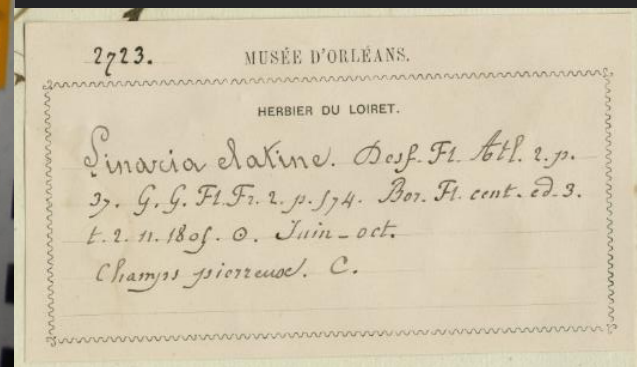 2723.
MUSÉE D'ORLÉANS.
HERBIER DU LOIRET.
Linaria elatine. Desf. Fl. Atl. 2. p.
37. G. G. Fl. Fr. 2. p. 574. Bor. Fl. cent. ed. 3.
t. 2. n. 1805. ⊙. Juin - oct.
Champs pierreux. C.